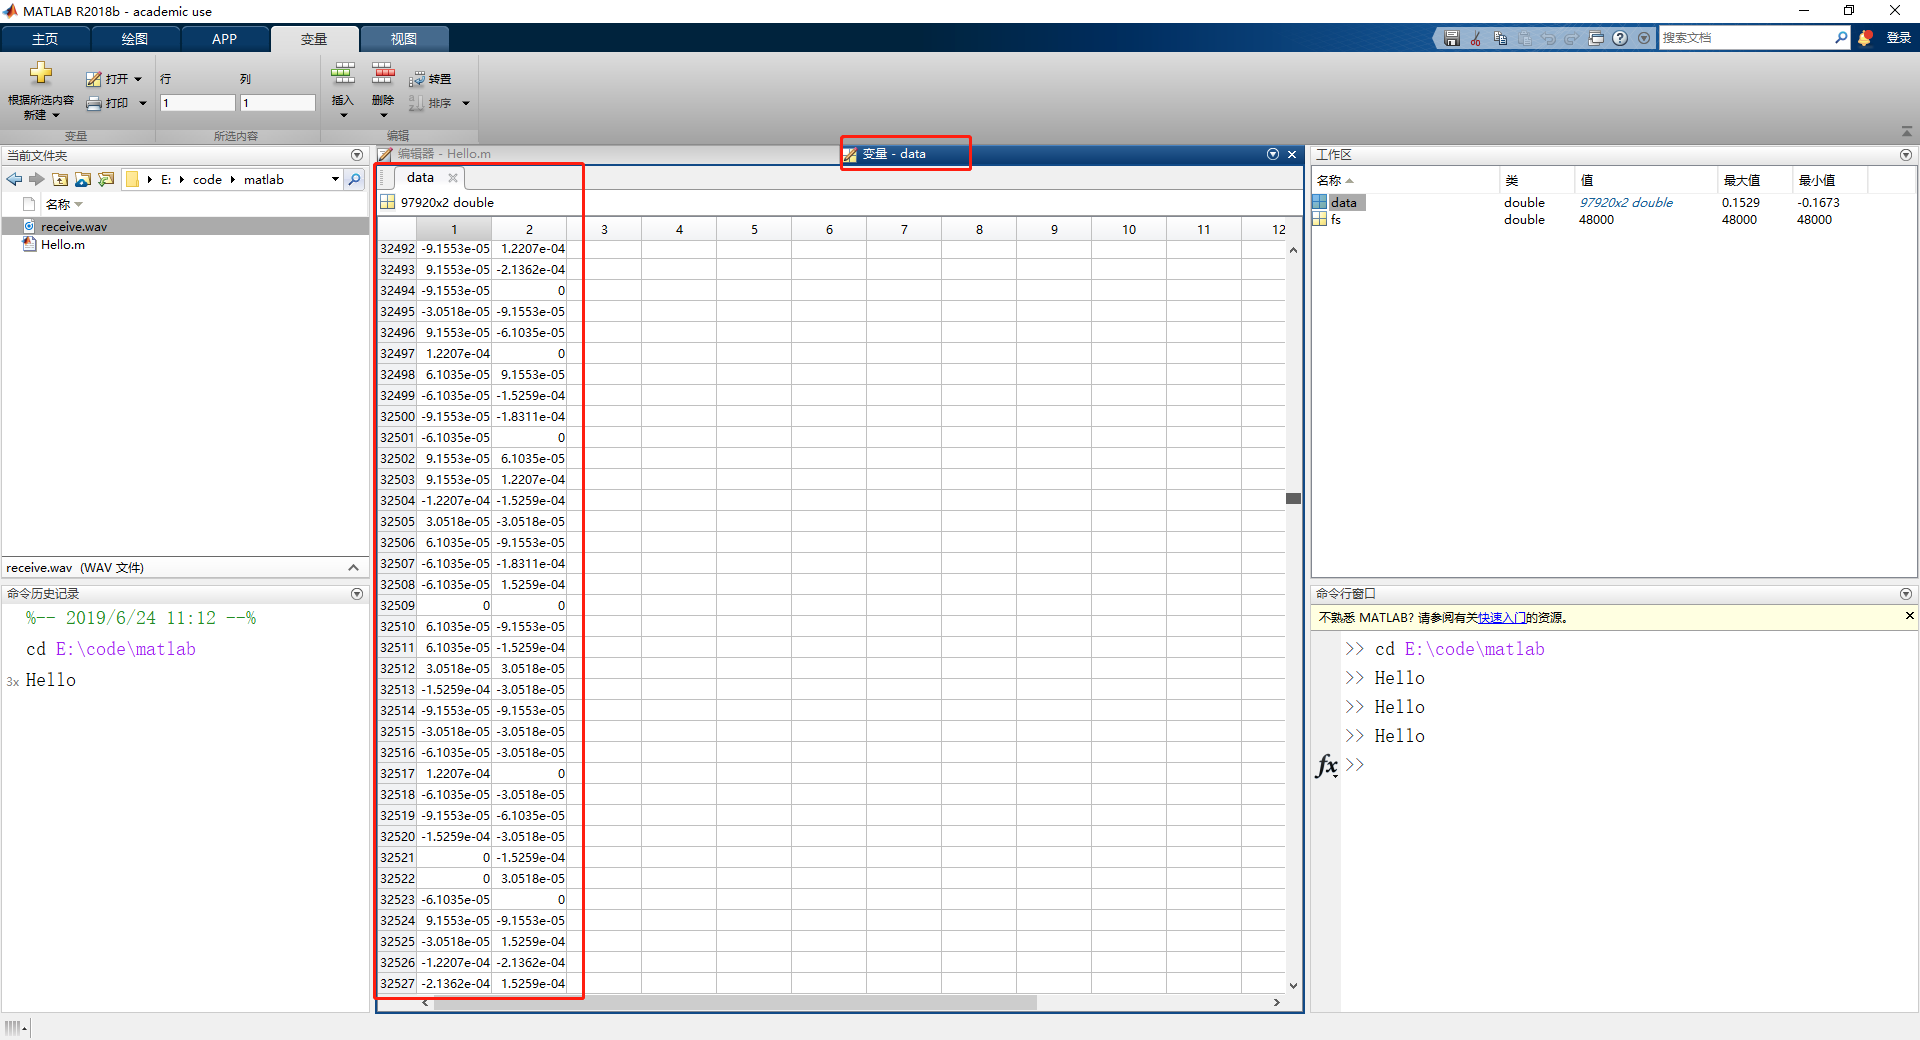 MATLAB R2018b - academic use
主页 绘图 APP 变量 视图
搜索文档 登录
根据所选内容
新建
打开
打印
变量
行 列
1 1
所选内容
插入 删除 转置
排序
编辑
当前文件夹
E: code matlab
名称
receive.wav
Hello.m
receive.wav (WAV 文件)
命令历史记录
%-- 2019/6/24 11:12 --%
cd E:\code\matlab
3x Hello
编辑器 - Hello.m
变量 - data
data
97920x2 double
1 2 3 4 5 6 7 8 9 10 11 12
32492 -9.1553e-05 1.2207e-04
32493 9.1553e-05 -2.1362e-04
32494 -9.1553e-05 0
32495 -3.0518e-05 -9.1553e-05
32496 9.1553e-05 -6.1035e-05
32497 1.2207e-04 0
32498 6.1035e-05 9.1553e-05
32499 -6.1035e-05 -1.5259e-04
32500 -9.1553e-05 -1.8311e-04
32501 -6.1035e-05 0
32502 9.1553e-05 6.1035e-05
32503 9.1553e-05 1.2207e-04
32504 -1.2207e-04 -1.5259e-04
32505 3.0518e-05 -3.0518e-05
32506 6.1035e-05 -9.1553e-05
32507 -6.1035e-05 -1.8311e-04
32508 -6.1035e-05 1.5259e-04
32509 0 0
32510 6.1035e-05 -9.1553e-05
32511 6.1035e-05 -1.5259e-04
32512 3.0518e-05 3.0518e-05
32513 -1.5259e-04 -3.0518e-05
32514 -9.1553e-05 -9.1553e-05
32515 -3.0518e-05 -3.0518e-05
32516 -6.1035e-05 -3.0518e-05
32517 1.2207e-04 0
32518 -6.1035e-05 -3.0518e-05
32519 -9.1553e-05 -6.1035e-05
32520 -1.5259e-04 -3.0518e-05
32521 0 -1.5259e-04
32522 0 3.0518e-05
32523 -6.1035e-05 0
32524 9.1553e-05 -9.1553e-05
32525 -3.0518e-05 1.5259e-04
32526 -1.2207e-04 -2.1362e-04
32527 -2.1362e-04 1.5259e-04
工作区
名称 类 值 最大值 最小值
data double 97920x2 double 0.1529 -0.1673
fs double 48000 48000 48000
命令行窗口
不熟悉 MATLAB? 请参阅有关快速入门的资源。
>> cd E:\code\matlab
>> Hello
>> Hello
>> Hello
fx >>